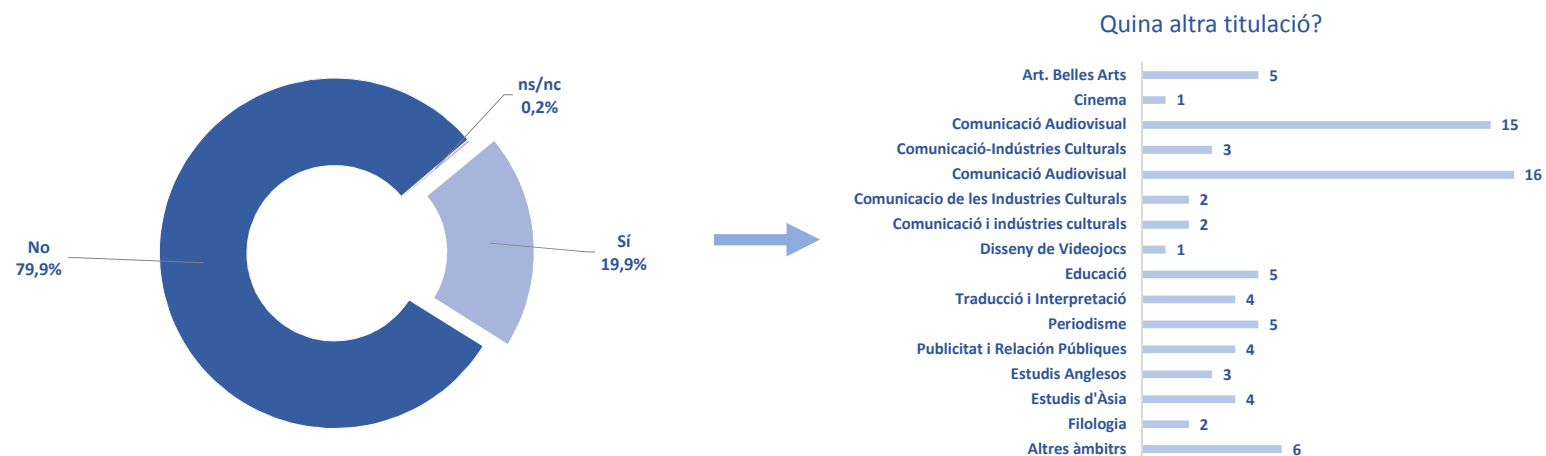 Quina altra titulació?
ns/nc
0,2%
No
79,9%
Sí
19,9%
Art. Belles Arts 5
Cinema 1
Comunicació Audiovisual 15
Comunicació-Indústries Culturals 3
Comunicació Audiovisual 16
Comunicacio de les Industries Culturals 2
Comunicació i indústries culturals 2
Disseny de Videojocs 1
Educació 5
Traducció i Interpretació 4
Periodisme 5
Publicitat i Relación Públiques 4
Estudis Anglesos 3
Estudis d'Àsia 4
Filologia 2
Altres àmbitrs 6